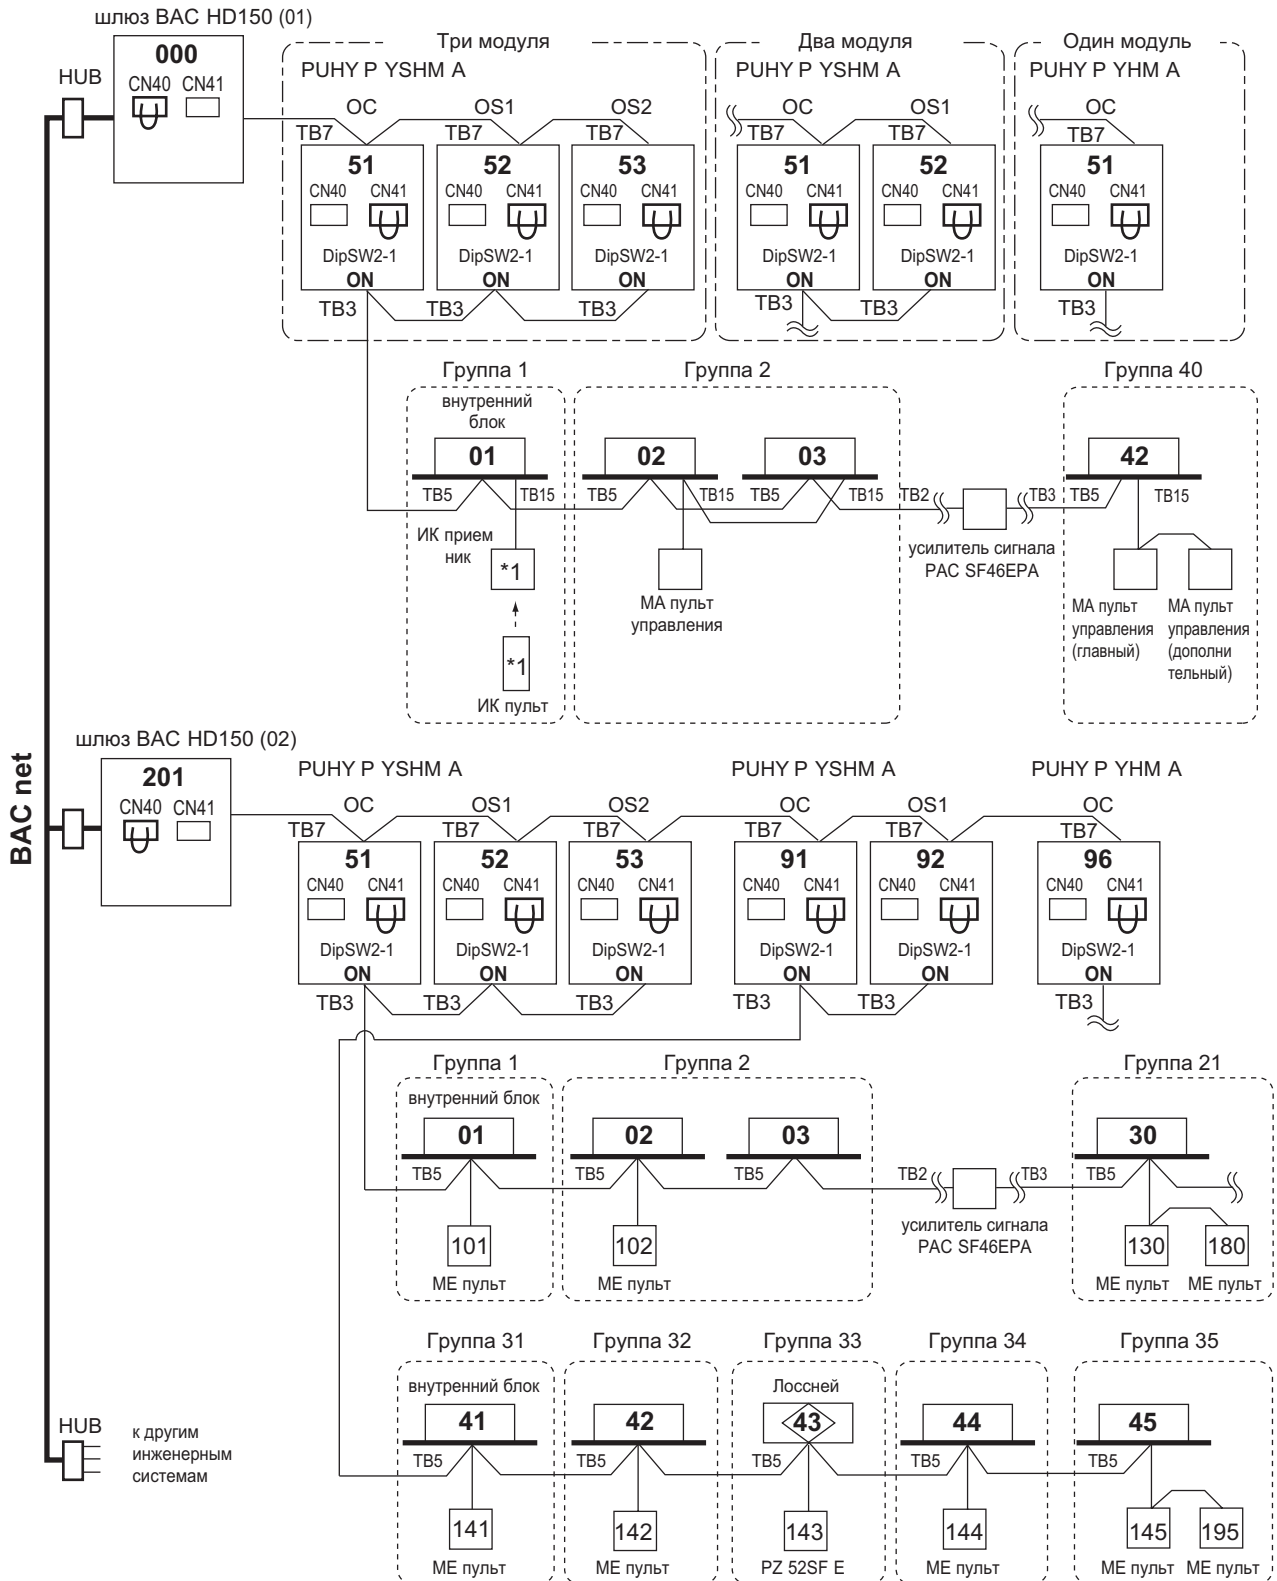 шлюз BAC HD150 (01)
000
HUB
CN40 CN41
Три модуля
Два модуля
Один модуль
PUHY P YSHM A
PUHY P YSHM A
PUHY P YHM A
OC OS1 OS2 OC OS1 OC
TB7 TB7 TB7 TB7 TB7 TB7
51 52 53 51 52 51
CN40 CN41 CN40 CN41 CN40 CN41 CN40 CN41 CN40 CN41 CN40 CN41
DipSW2-1 DipSW2-1 DipSW2-1 DipSW2-1 DipSW2-1 DipSW2-1
ON ON ON ON ON ON
TB3 TB3 TB3 TB3 TB3 TB3
Группа 1 Группа 2 Группа 40
внутренний
блок
01 02 03 42
TB5 TB15 TB5 TB15 TB5 TB15 TB2 TB3 TB5 TB15
ИК прием
ник
*1
*1
ИК пульт
МА пульт
управления
усилитель сигнала
PAC SF46EPA
МА пульт
управления
(главный)
МА пульт
управления
(дополни
тельный)
BAC net
шлюз BAC HD150 (02)
201
CN40 CN41
PUHY P YSHM A
PUHY P YSHM A
PUHY P YHM A
OC OS1 OS2 OC OS1 OC
TB7 TB7 TB7 TB7 TB7 TB7
51 52 53 91 92 96
CN40 CN41 CN40 CN41 CN40 CN41 CN40 CN41 CN40 CN41 CN40 CN41
DipSW2-1 DipSW2-1 DipSW2-1 DipSW2-1 DipSW2-1 DipSW2-1
ON ON ON ON ON ON
TB3 TB3 TB3 TB3 TB3 TB3
Группа 1 Группа 2 Группа 21
внутренний блок
01 02 03 30
TB5 TB5 TB5 TB2 TB3 TB5
усилитель сигнала
PAC SF46EPA
101 102 130 180
МЕ пульт МЕ пульт МЕ пульт МЕ пульт
Группа 31 Группа 32 Группа 33 Группа 34 Группа 35
внутренний блок
Лоссней
41 42 43 44 45
TB5 TB5 TB5 TB5 TB5
141 142 143 144 145 195
МЕ пульт МЕ пульт PZ 52SF E МЕ пульт МЕ пульт МЕ пульт
HUB
к другим
инженерным
системам